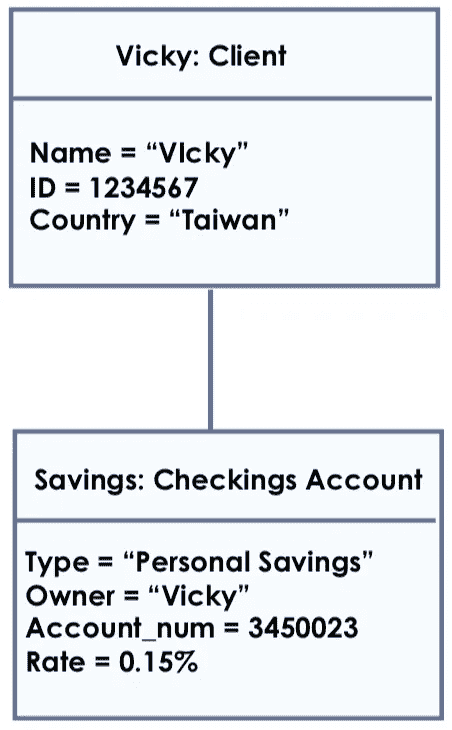 Vicky: Client
Name = “VIcky”
ID = 1234567
Country = “Taiwan”
Savings: Checkings Account
Type = “Personal Savings”
Owner = “Vicky”
Account_num = 3450023
Rate = 0.15%